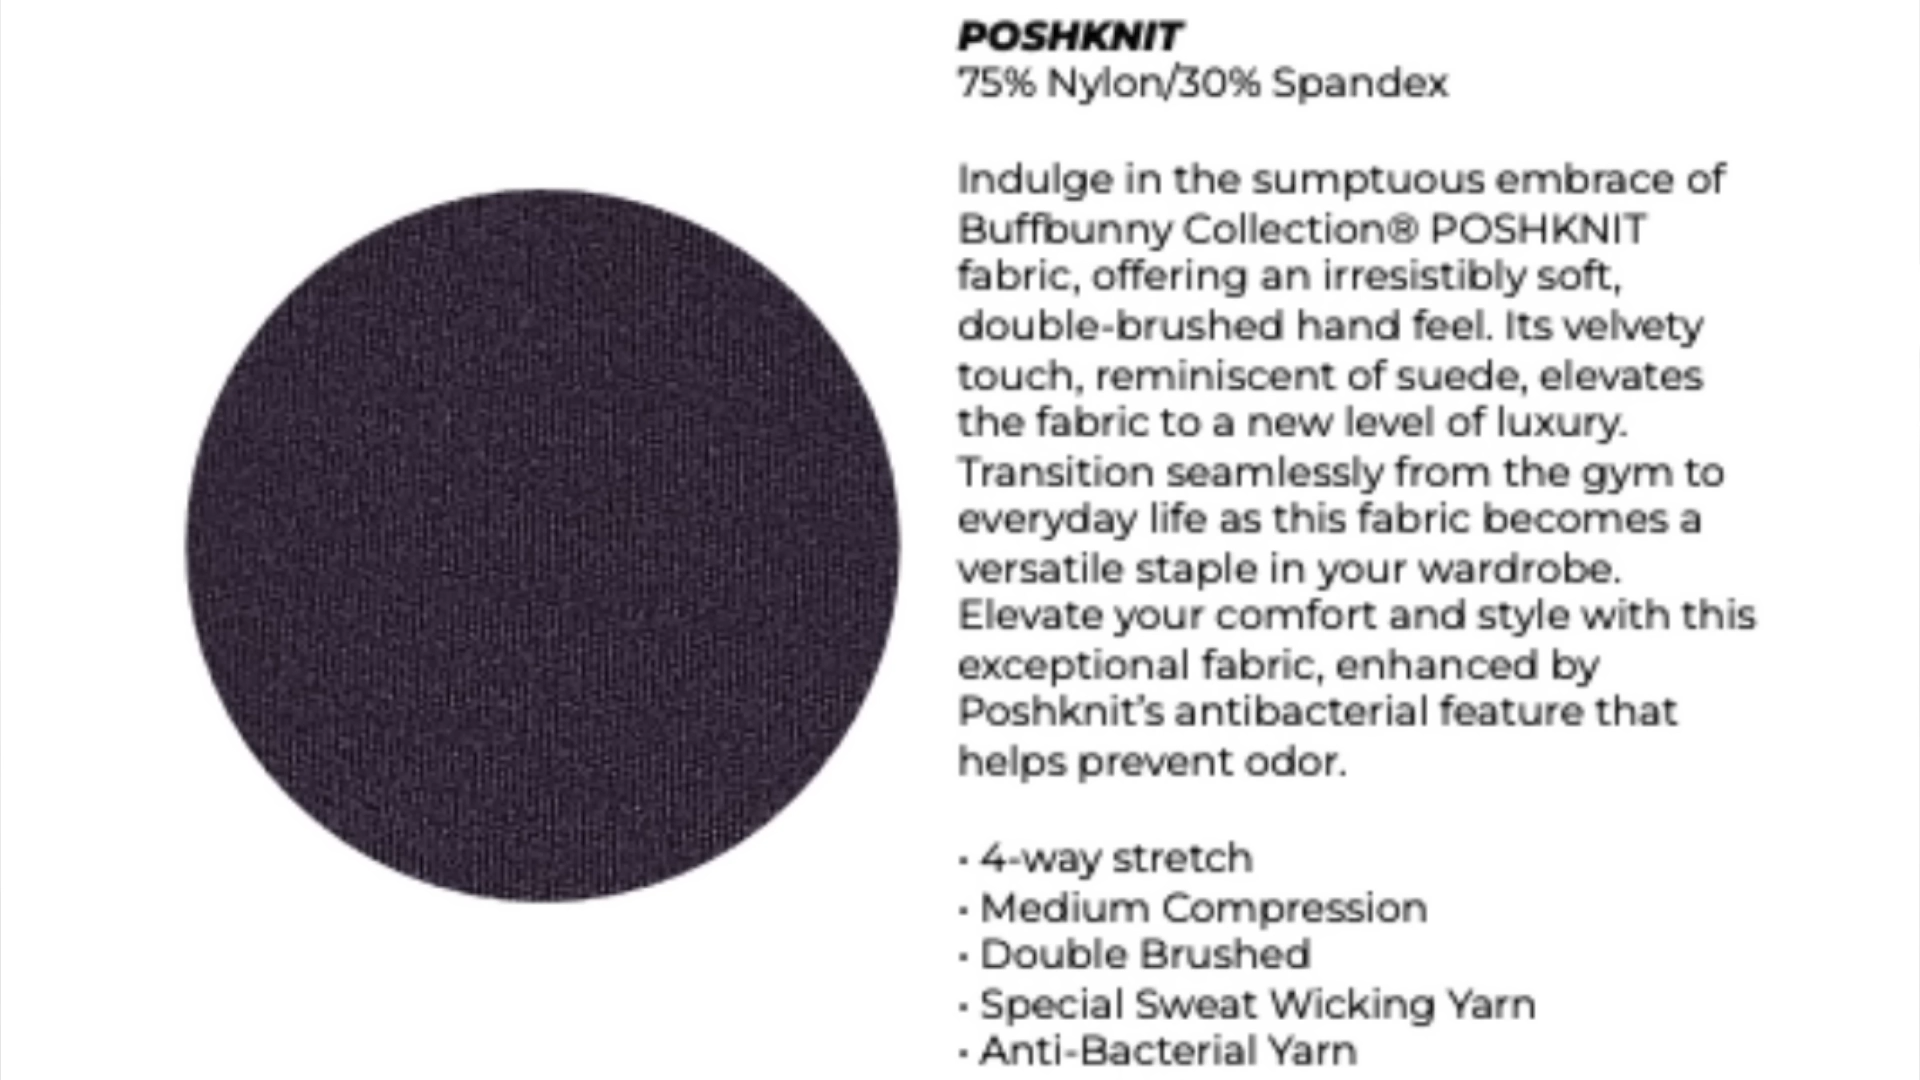 POSHKNIT
75% Nylon/30% Spandex
Indulge in the sumptuous embrace of
Buffbunny Collection® POSHKNIT
fabric, offering an irresistibly soft,
double-brushed hand feel. Its velvety
touch, reminiscent of suede, elevates
the fabric to a new level of luxury.
Transition seamlessly from the gym to
everyday life as this fabric becomes a
versatile staple in your wardrobe.
Elevate your comfort and style with this
exceptional fabric, enhanced by
Poshknit’s antibacterial feature that
helps prevent odor.
• 4-way stretch
• Medium Compression
• Double Brushed
• Special Sweat Wicking Yarn
• Anti-Bacterial Yarn